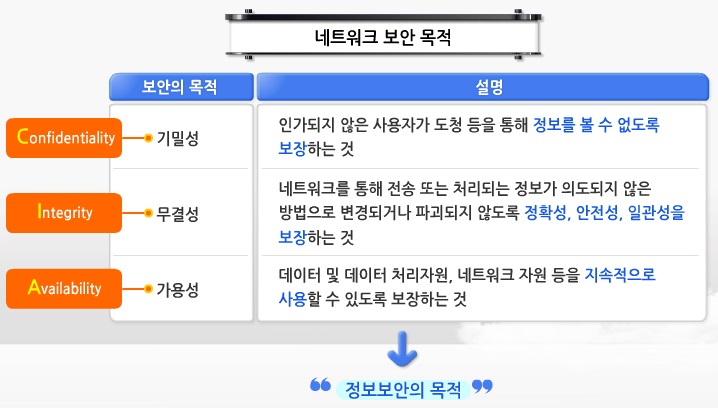 네트워크 보안 목적
보안의 목적
설명
Confidentiality
기밀성
인가되지 않은 사용자가 도청 등을 통해 정보를 볼 수 없도록
보장하는 것
Integrity
무결성
네트워크를 통해 전송 또는 처리되는 정보가 의도되지 않은
방법으로 변경되거나 파괴되지 않도록 정확성, 안전성, 일관성을
보장하는 것
Availability
가용성
데이터 및 데이터 처리자원, 네트워크 자원 등을 지속적으로
사용할 수 있도록 보장하는 것
“ 정보보안의 목적 ”